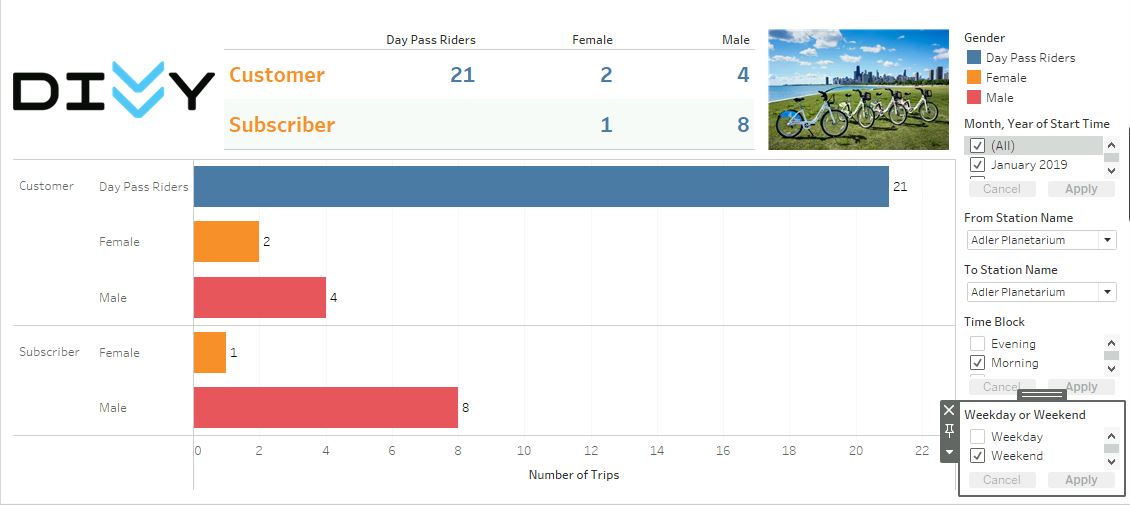 DIVVY
Day Pass Riders Female Male
Customer 21 2 4
Subscriber 1 8
Gender
Day Pass Riders
Female
Male
Month, Year of Start Time
(All)
January 2019
Cancel Apply
From Station Name
Adler Planetarium
To Station Name
Adler Planetarium
Time Block
Evening
Morning
Cancel Apply
Weekday or Weekend
Weekday
Weekend
Cancel Apply
Customer Day Pass Riders 21
Female 2
Male 4
Subscriber Female 1
Male 8
0 2 4 6 8 10 12 14 16 18 20 22
Number of Trips